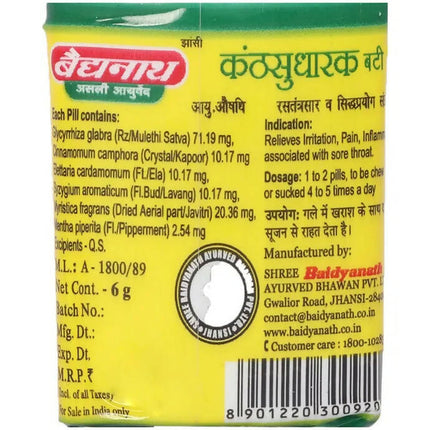 झांसी
बैद्यनाथ
असली आयुर्वेद
Each Pill contains:
Glycyrrhiza glabra (Rz/Mulethi Satva) 71.19 mg,
Cinnamomum camphora (Crystal/Kapoor) 10.17 mg
Elettaria cardamomum (Ft./Ela) 10.17 mg,
Syzygium aromaticum (Fl.Bud/Lavang) 10.17 mg,
Myristica fragrans (Dried Aerial part/Javitri) 20.36 mg,
Mentha piperita (Fl./Pipperment) 2.54 mg
Excipients - Q.S.
M.L.: A - 1800/89
Net Cont. - 6 g
Batch No.:
Mfg. Dt.:
Exp. Dt.
M.R.P.₹
(Incl. of all Taxes)
For Sale in India only
कंठसुधारक बटी
आयु. औषधि
रसतंत्रसार व सिद्धप्रयोग
Indication:
Relieves Irritation, Pain, Inflam
associated with sore throat.
Dosage: 1 to 2 pills, to be chew
or sucked 4 to 5 times a day
उपयोग: गले में खराश के साथ
सूजन से राहत देता है।
Manufactured by:
SHREE Baidyanath
AYURVED BHAWAN PVT. L
Gwalior Road, JHANSI-2840
contact@baidyanath.co.in
www.baidyanath.co.in
Customer care : 1800-1028
8 901220 300920